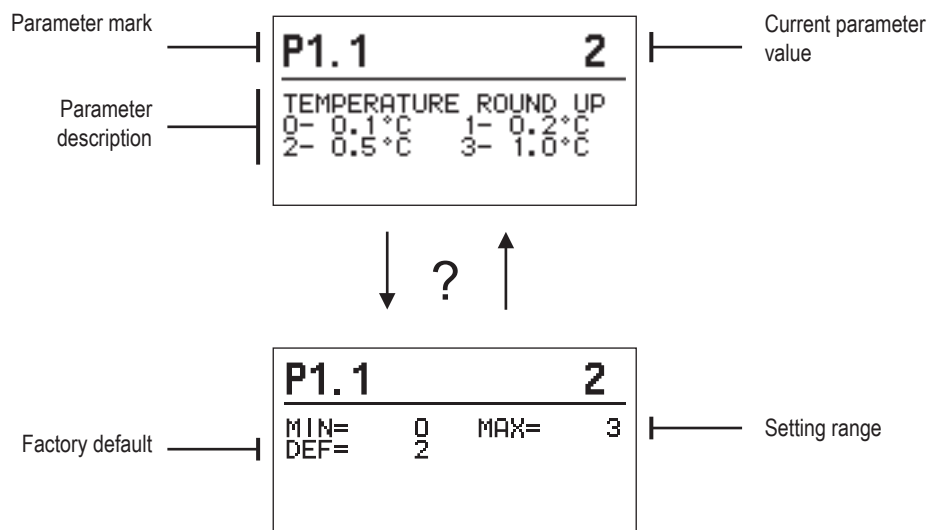 Parameter mark
P1.1 2
Current parameter
value
Parameter
description
TEMPERATURE ROUND UP
0- 0.1°C 1- 0.2°C
2- 0.5°C 3- 1.0°C
?
P1.1 2
Factory default
MIN= 0 MAX= 3
DEF= 2
Setting range